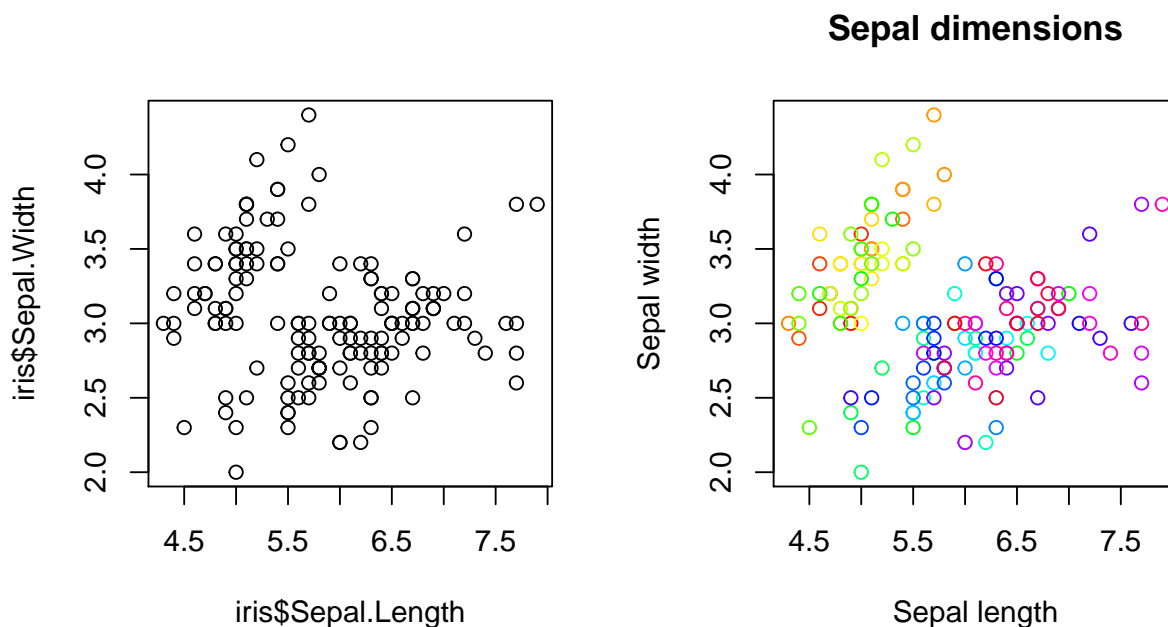 Sepal dimensions
iris$Sepal.Width
4.0
3.5
3.0
2.5
2.0
4.5 5.5 6.5 7.5
iris$Sepal.Length
Sepal width
4.0
3.5
3.0
2.5
2.0
4.5 5.5 6.5 7.5
Sepal length